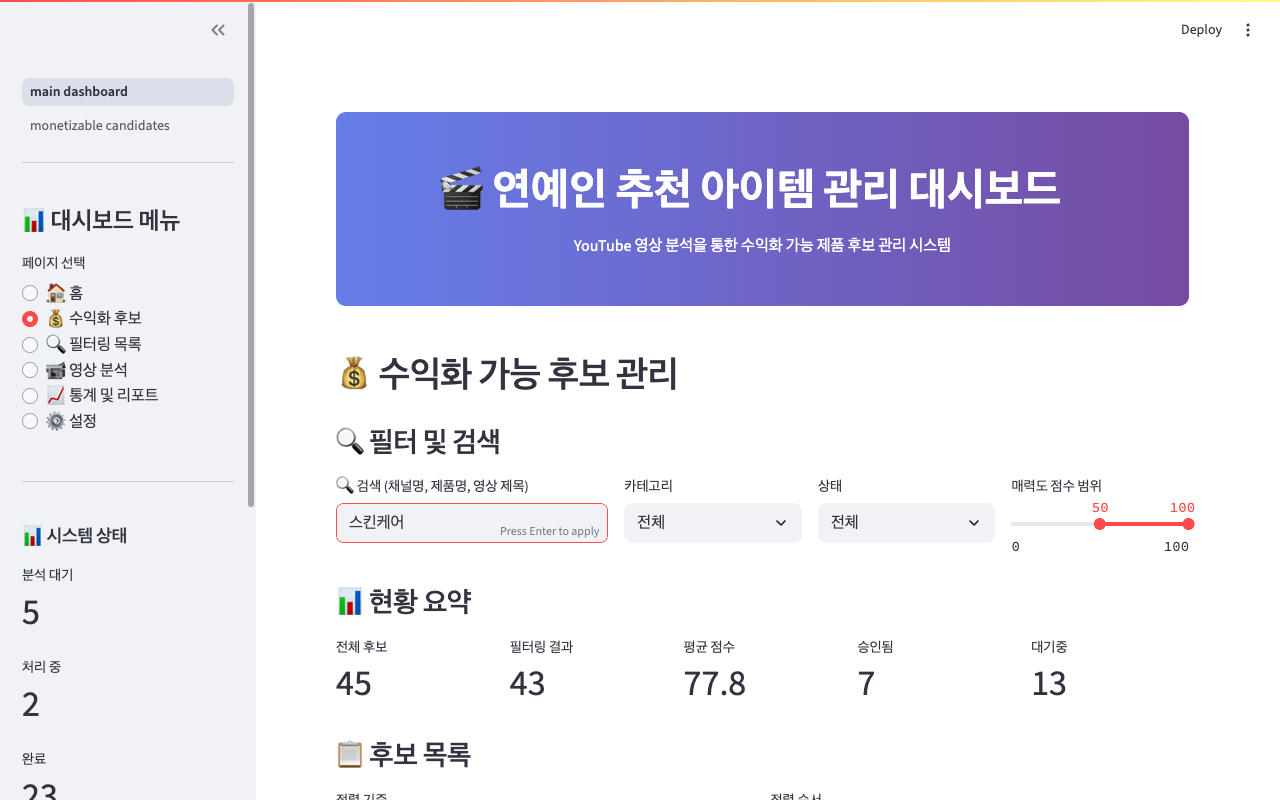 Deploy
main dashboard
monetizable candidates
대시보드 메뉴
페이지 선택
홈
수익화 후보
필터링 목록
영상 분석
통계 및 리포트
설정
시스템 상태
분석 대기
5
처리 중
2
완료
23
연예인 추천 아이템 관리 대시보드
YouTube 영상 분석을 통한 수익화 가능 제품 후보 관리 시스템
수익화 가능 후보 관리
필터 및 검색
검색 (채널명, 제품명, 영상 제목)
스킨케어
Press Enter to apply
카테고리
전체
상태
전체
매력도 점수 범위
50 100
0 100
현황 요약
전체 후보
45
필터링 결과
43
평균 점수
77.8
승인됨
7
대기중
13
후보 목록
정렬 기준
정렬 순서